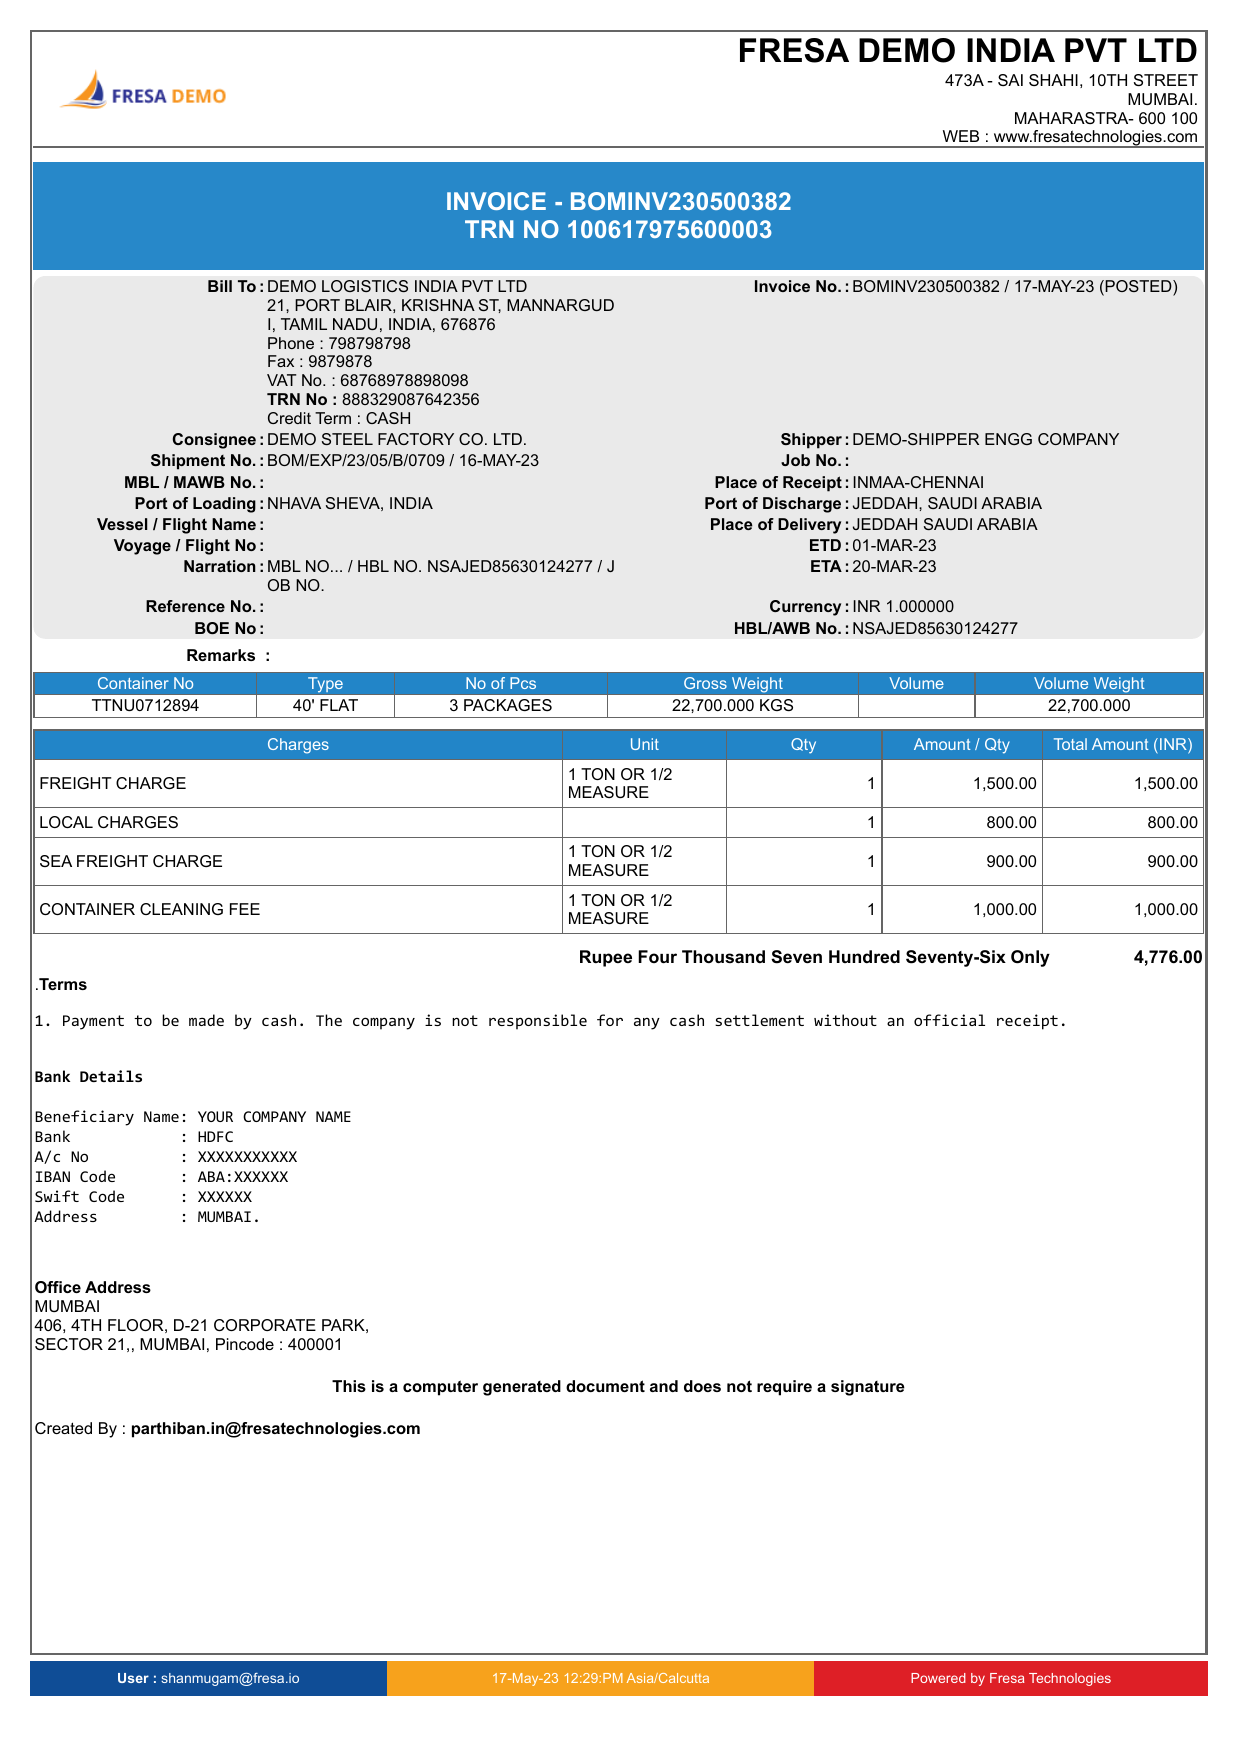 FRESA DEMO
FRESA DEMO INDIA PVT LTD
473A - SAI SHAHI, 10TH STREET
MUMBAI.
MAHARASTRA- 600 100
WEB : www.fresatechnologies.com
INVOICE - BOMINV230500382
TRN NO 100617975600003
Bill To : DEMO LOGISTICS INDIA PVT LTD Invoice No. : BOMINV230500382 / 17-MAY-23 (POSTED)
21, PORT BLAIR, KRISHNA ST, MANNARGUD
I, TAMIL NADU, INDIA, 676876
Phone : 798798798
Fax : 9879878
VAT No. : 68768978898098
TRN No : 888329087642356
Credit Term : CASH
Consignee : DEMO STEEL FACTORY CO. LTD. Shipper : DEMO-SHIPPER ENGG COMPANY
Shipment No. : BOM/EXP/23/05/B/0709 / 16-MAY-23 Job No. :
MBL / MAWB No. : Place of Receipt : INMAA-CHENNAI
Port of Loading : NHAVA SHEVA, INDIA Port of Discharge : JEDDAH, SAUDI ARABIA
Vessel / Flight Name : Place of Delivery : JEDDAH SAUDI ARABIA
Voyage / Flight No : ETD : 01-MAR-23
Narration : MBL NO... / HBL NO. NSAJED85630124277 / J ETA : 20-MAR-23
OB NO.
Reference No. : Currency : INR 1.000000
BOE No : HBL/AWB No. : NSAJED85630124277
Remarks :
Container No Type No of Pcs Gross Weight Volume Volume Weight
TTNU0712894 40' FLAT 3 PACKAGES 22,700.000 KGS 22,700.000
Charges Unit Qty Amount / Qty Total Amount (INR)
FREIGHT CHARGE 1 TON OR 1/2 MEASURE 1 1,500.00 1,500.00
LOCAL CHARGES 1 800.00 800.00
SEA FREIGHT CHARGE 1 TON OR 1/2 MEASURE 1 900.00 900.00
CONTAINER CLEANING FEE 1 TON OR 1/2 MEASURE 1 1,000.00 1,000.00
Rupee Four Thousand Seven Hundred Seventy-Six Only 4,776.00
.Terms
1. Payment to be made by cash. The company is not responsible for any cash settlement without an official receipt.
Bank Details
Beneficiary Name: YOUR COMPANY NAME
Bank : HDFC
A/c No : XXXXXXXXXXX
IBAN Code : ABA:XXXXXX
Swift Code : XXXXXX
Address : MUMBAI.
Office Address
MUMBAI
406, 4TH FLOOR, D-21 CORPORATE PARK,
SECTOR 21,, MUMBAI, Pincode : 400001
This is a computer generated document and does not require a signature
Created By : parthiban.in@fresatechnologies.com
User : shanmugam@fresa.io 17-May-23 12:29:PM Asia/Calcutta Powered by Fresa Technologies